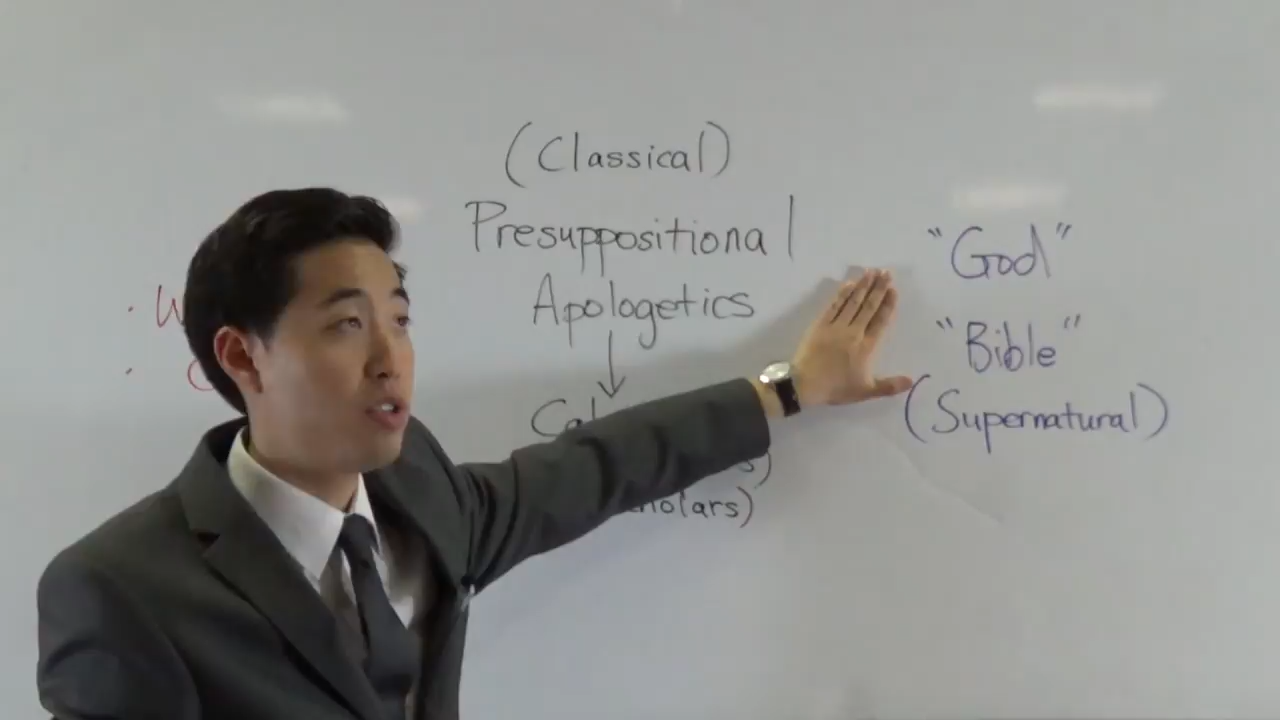 (Classical)
Presuppositional
Apologetics
"God"
"Bible"
(Supernatural)